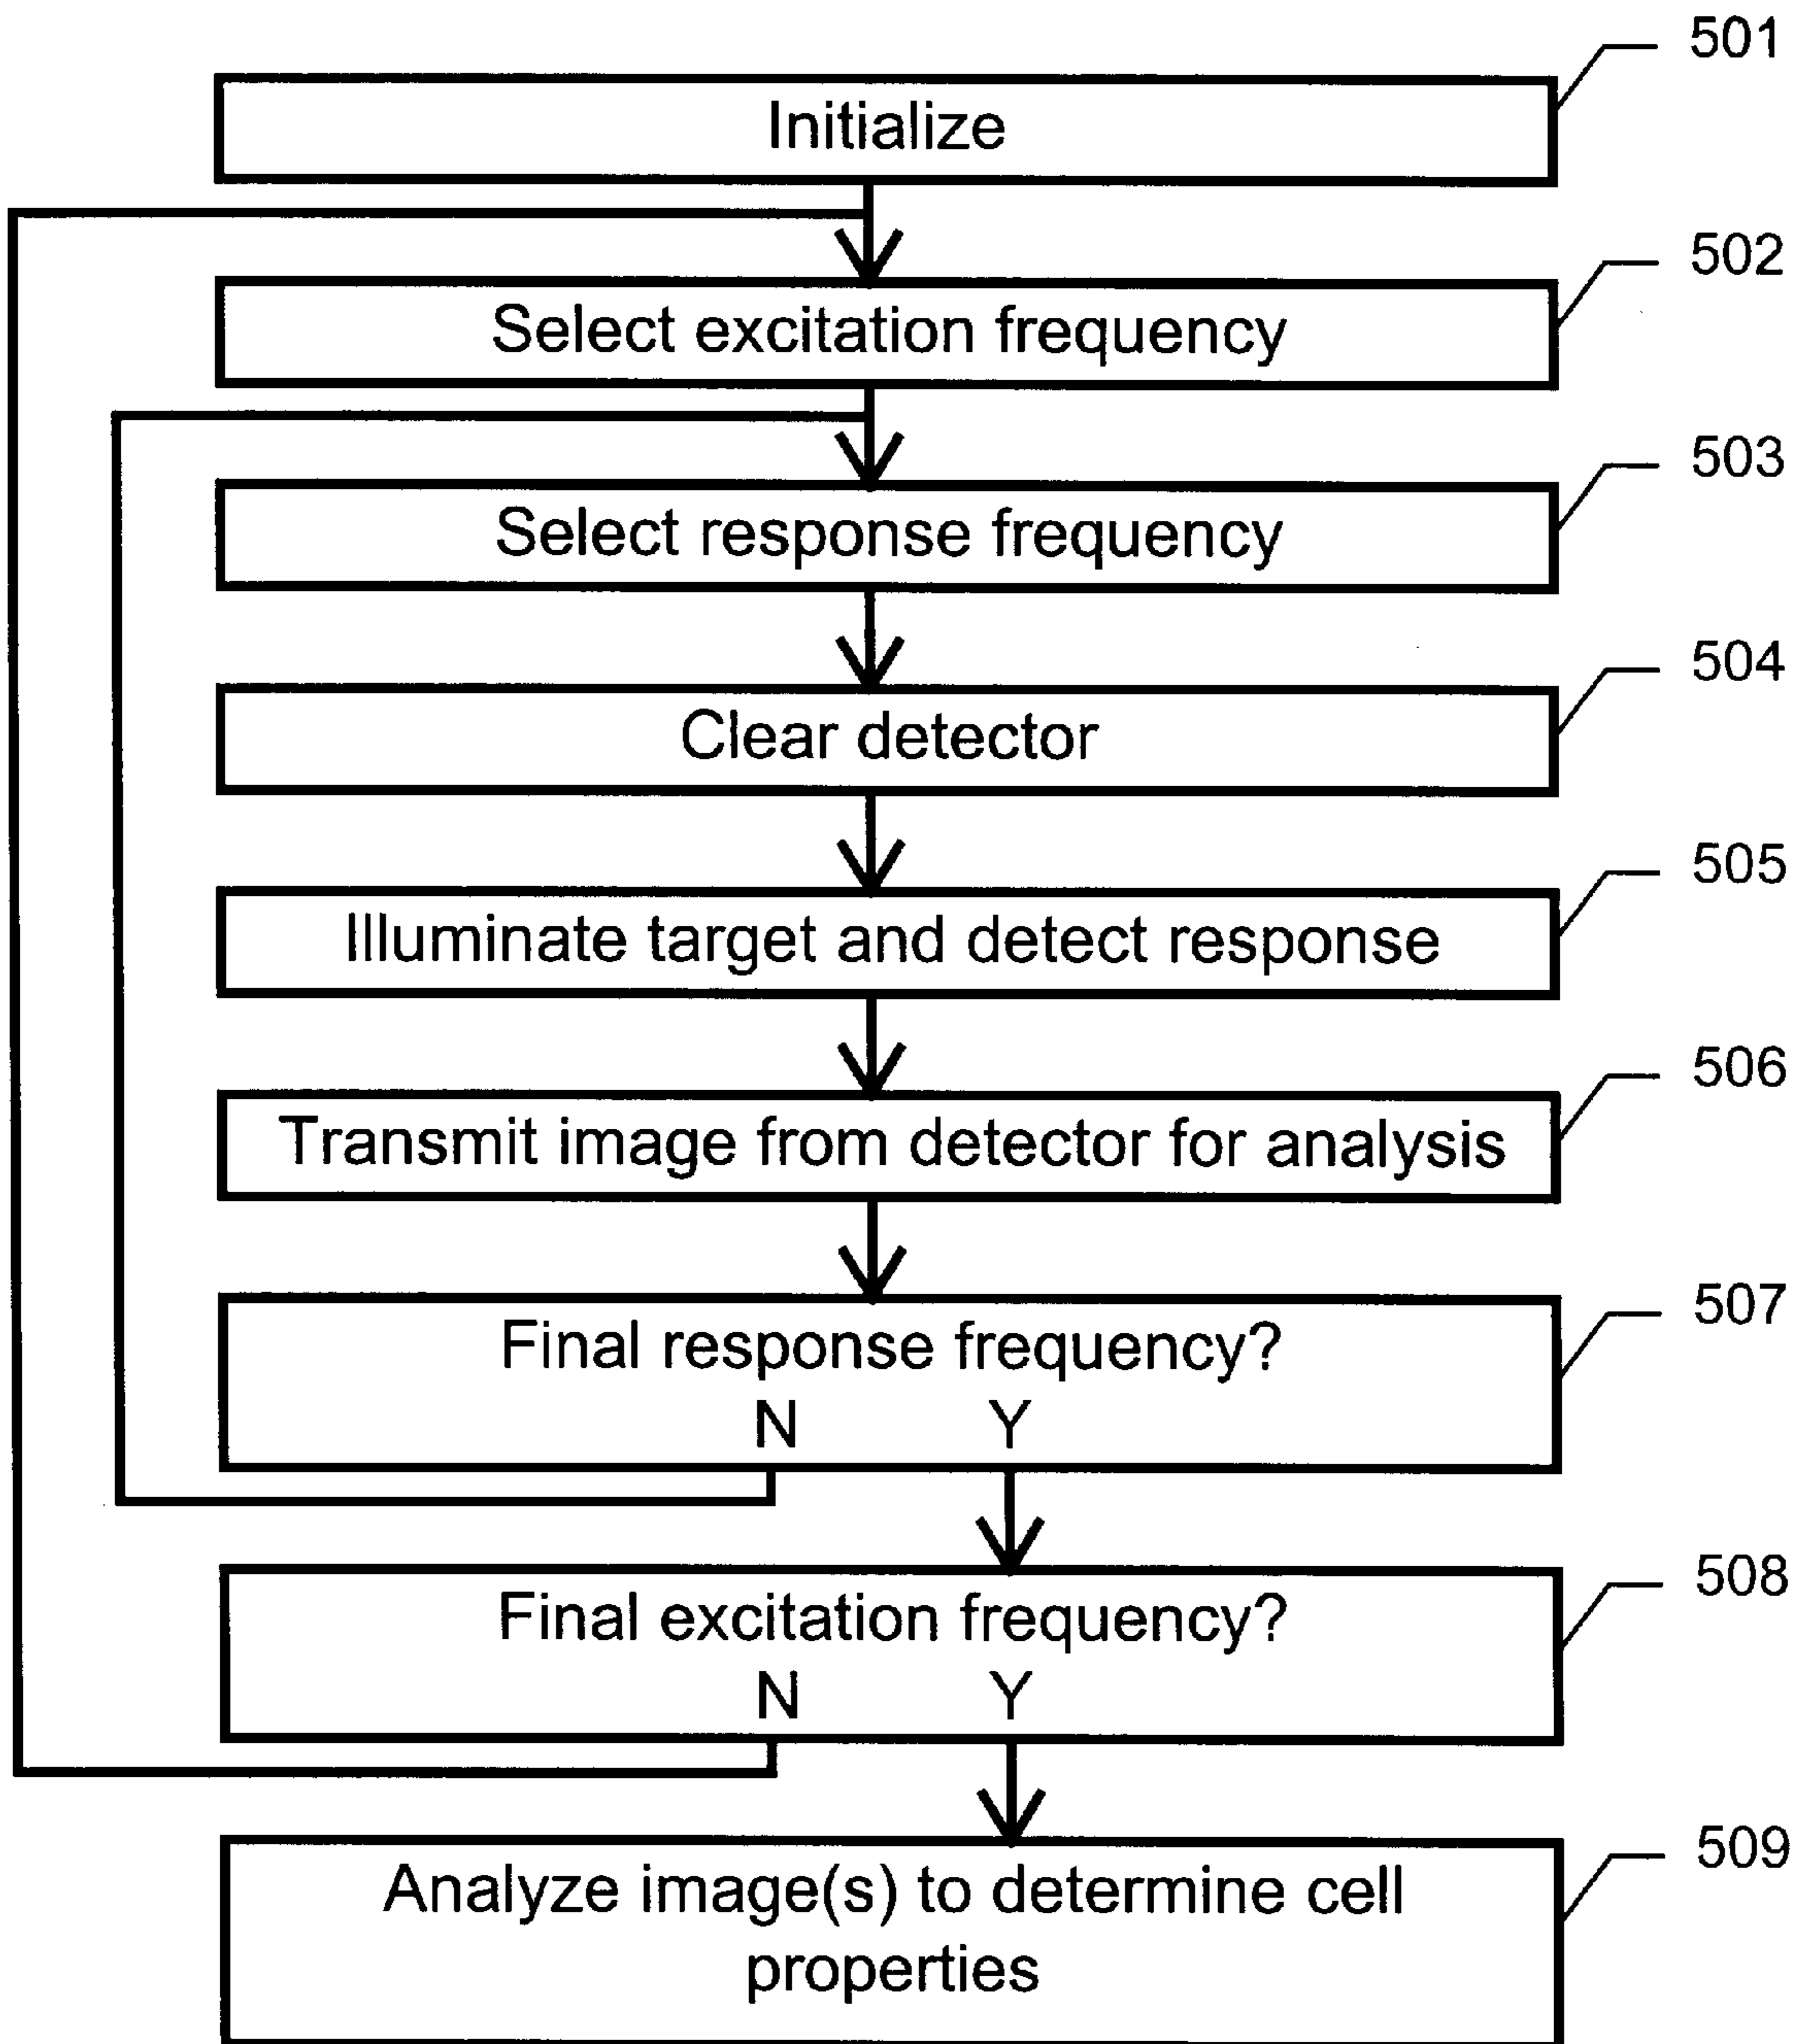 501
Initialize
502
Select excitation frequency
503
Select response frequency
504
Clear detector
505
Illuminate target and detect response
506
Transmit image from detector for analysis
507
Final response frequency?
N Y
508
Final excitation frequency?
N Y
509
Analyze image(s) to determine cell
properties